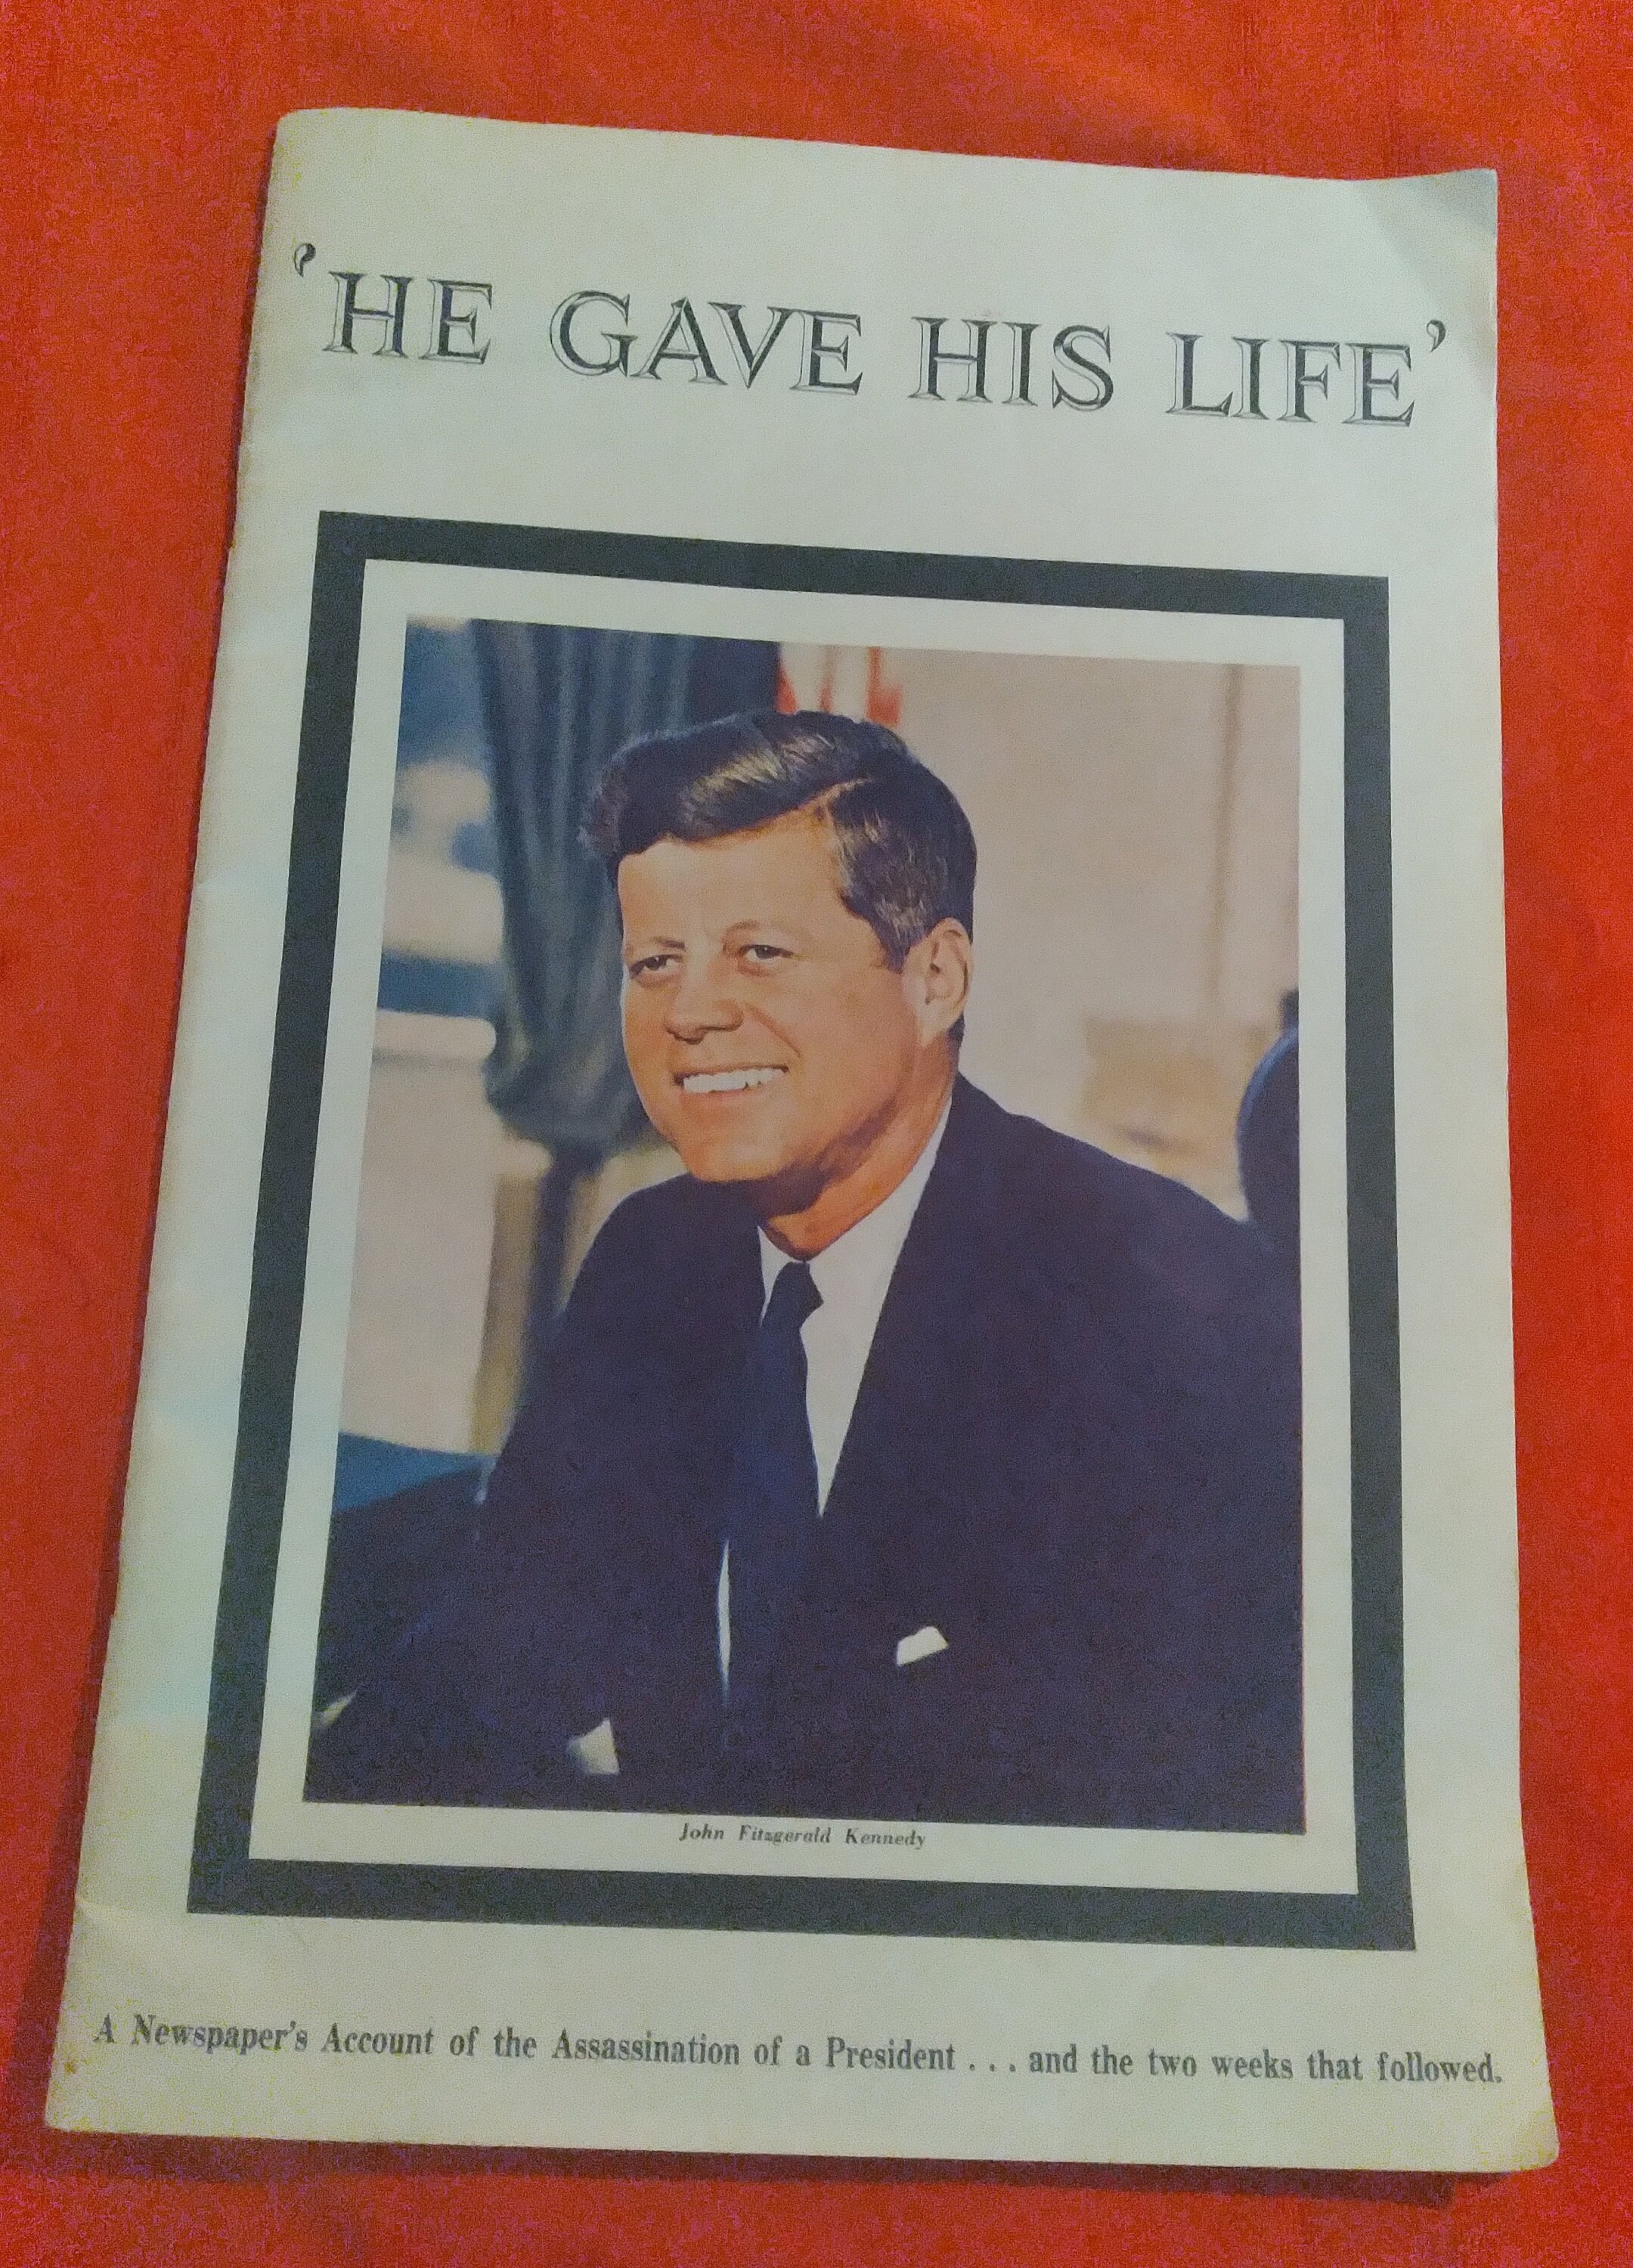 ’HE GAVE HIS LIFE’
John Fitzgerald Kennedy
A Newspaper's Account of the Assassination of a President . . . and the two weeks that followed.